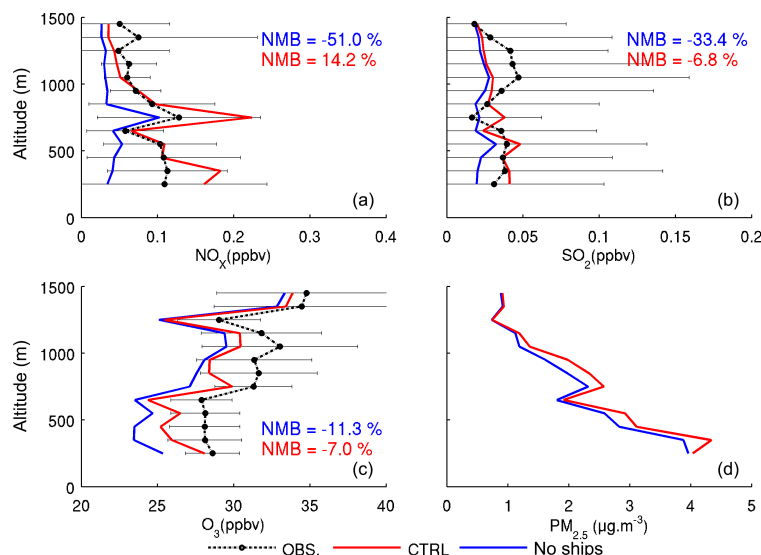 1500
1000
500
0
Altitude (m)
NMB = -51.0 %
NMB = 14.2 %
(a)
0 0.1 0.2 0.3 0.4
NOX(ppbv)
NMB = -33.4 %
NMB = -6.8 %
(b)
0 0.05 0.1 0.15 0.2
SO2(ppbv)
1500
1000
500
0
Altitude (m)
NMB = -11.3 %
NMB = -7.0 %
(c)
20 25 30 35 40
O3(ppbv)
(d)
0 1 2 3 4 5
PM2.5 (µg.m-3)
OBS. CTRL No ships